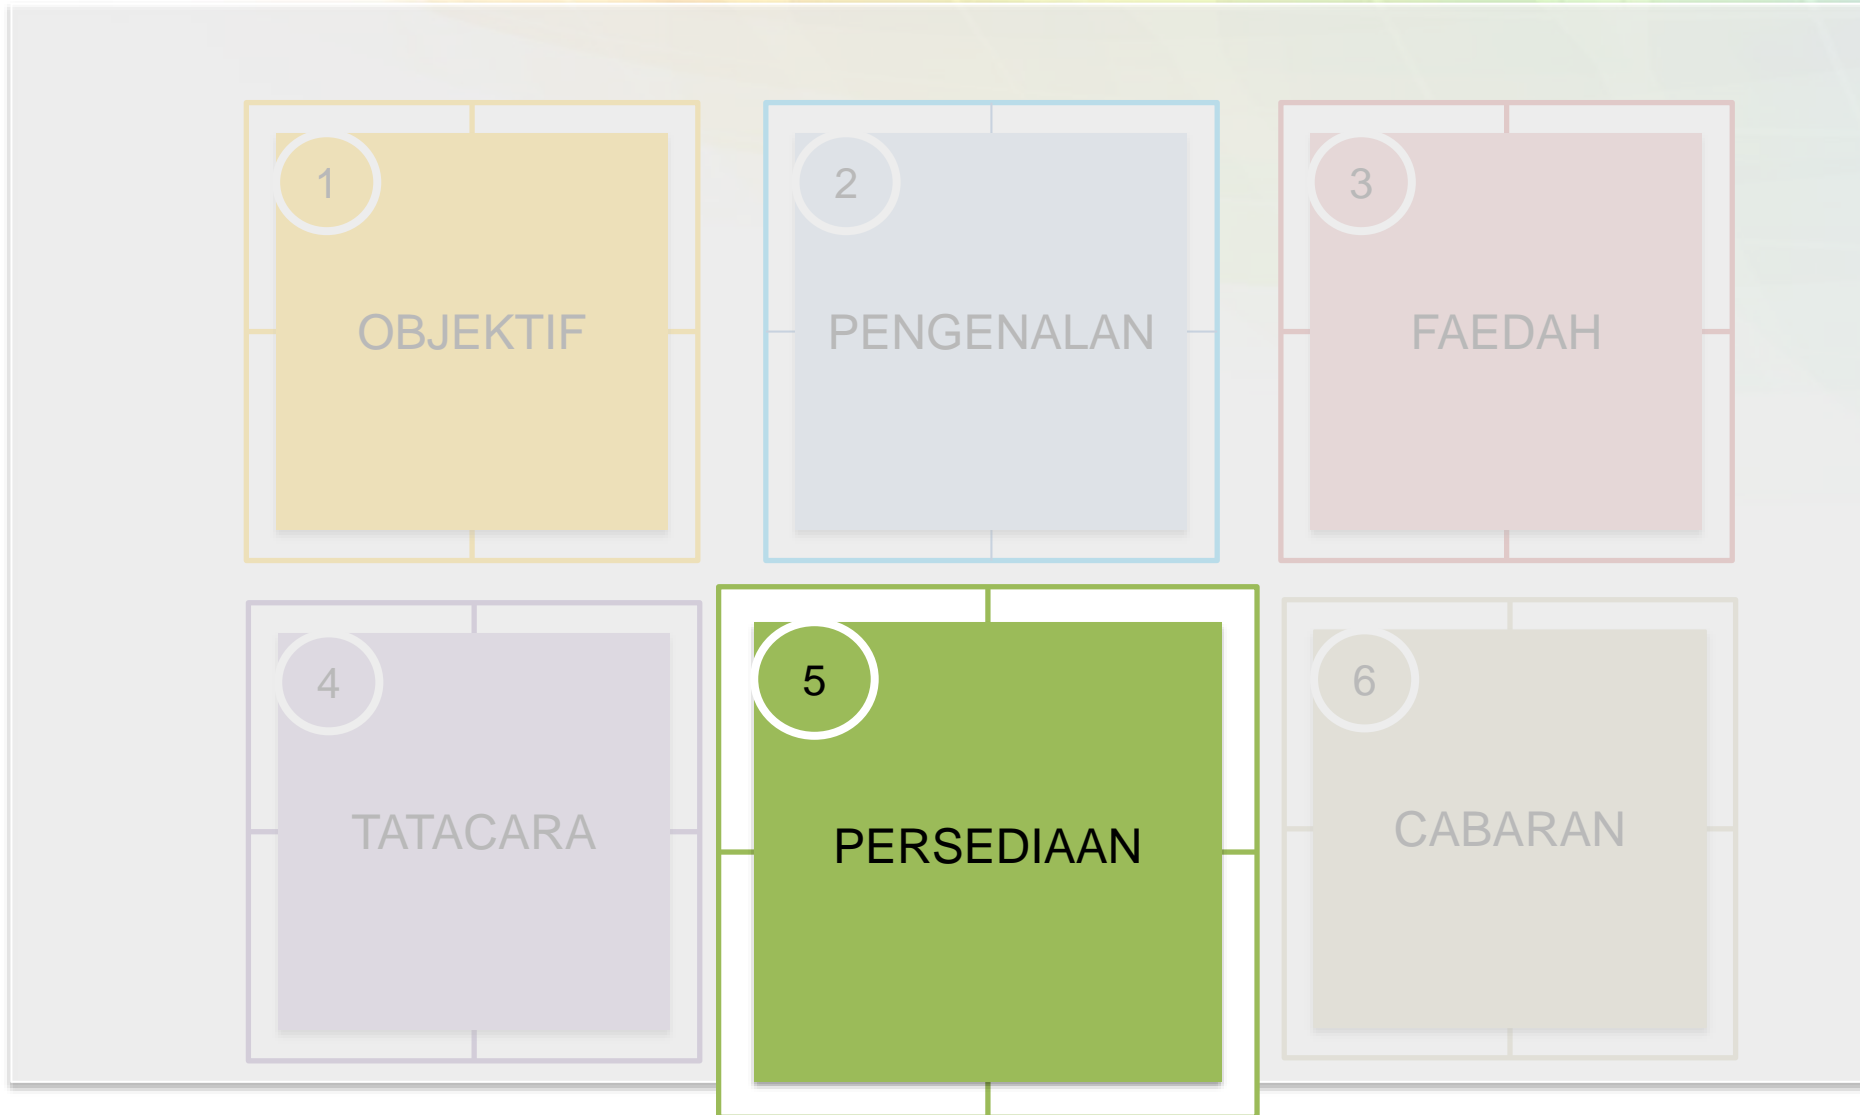 1
OBJEKTIF
2
PENGENALAN
3
FAEDAH
4
TATACARA
5
PERSEDIAAN
6
CABARAN